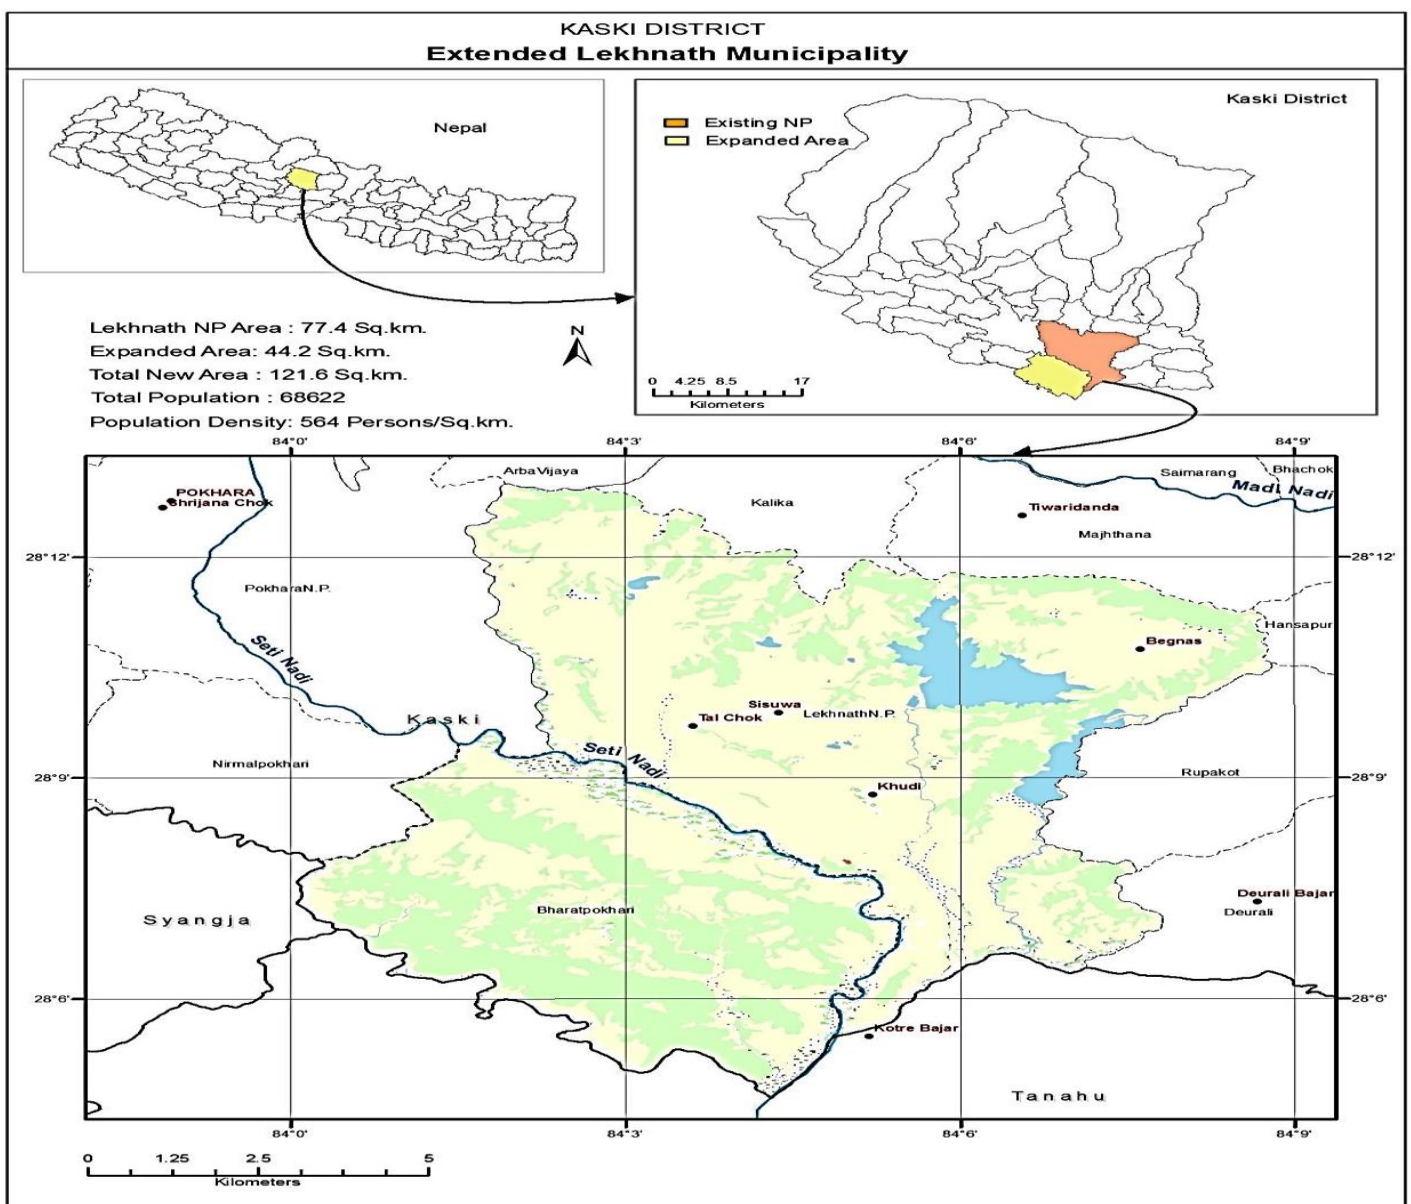 KASKI DISTRICT
Extended Lekhnath Municipality
Nepal
Kaski District
Existing NP
Expanded Area
Lekhnath NP Area : 77.4 Sq.km.
Expanded Area: 44.2 Sq.km.
Total New Area : 121.6 Sq.km.
Total Population : 68622
Population Density: 564 Persons/Sq.km.
N
0 4.25 8.5 17
Kilometers
84°0' 84°3' 84°6' 84°9'
ArbaVijaya
Kalika
Saimarang
Bhachok
Madi Nadi
POKHARA
Shrijana Chok
Tiwaridanda
Majhthana
28°12' 28°12'
PokharaN.P.
Hansapur
Seti Nadi
Begnas
Sisuwa
Tal Chok
LekhnathN.P.
Kaski
Seti Nadi
Nirmalpokhari
28°9' 28°9'
Rupakot
Khudi
Bharatpokhari
Syangja
Deurali Bajar
Deurali
28°6' 28°6'
Kotre Bajar
Tanahu
84°0' 84°3' 84°6' 84°9'
0 1.25 2.5 5
Kilometers